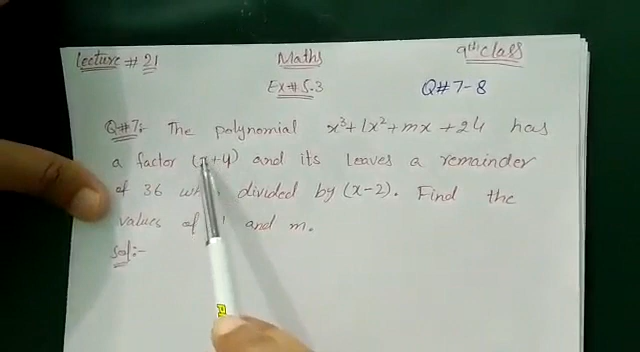 Lecture # 21 Maths 9th class
Ex # 5.3 Q#7-8
Q#7:- The polynomial x³+lx²+mx+24 has
a factor (x+4) and its leaves a remainder
of 36 divided by (x-2). Find the
values of l and m.
Sol:-